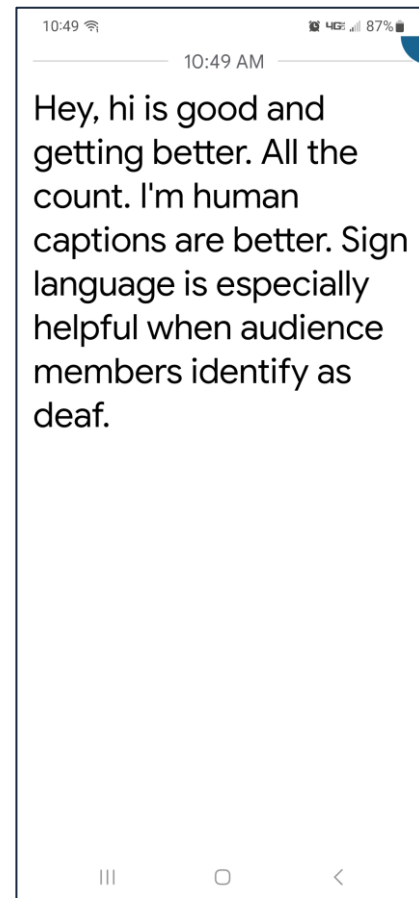 10:49 4GE 87%
10:49 AM
Hey, hi is good and
getting better. All the
count. I'm human
captions are better. Sign
language is especially
helpful when audience
members identify as
deaf.